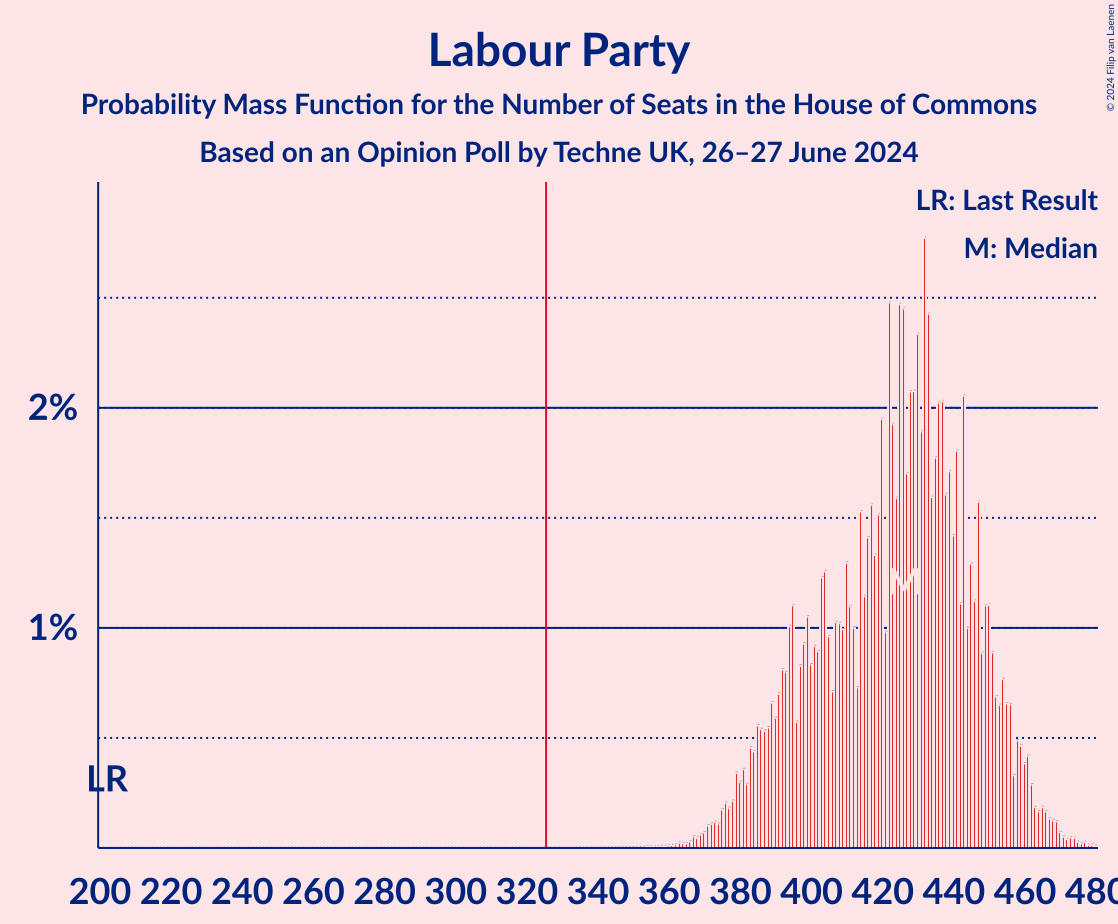 Labour Party
Probability Mass Function for the Number of Seats in the House of Commons
Based on an Opinion Poll by Techne UK, 26–27 June 2024
© 2024 Filip van Laenen
LR: Last Result
M: Median
2%
1%
LR
M
200 220 240 260 280 300 320 340 360 380 400 420 440 460 480